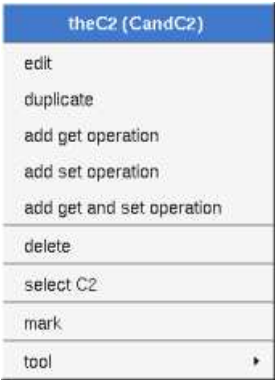 theC2 (CandC2)
edit
duplicate
add get operation
add set operation
add get and set operation
delete
select C2
mark
tool